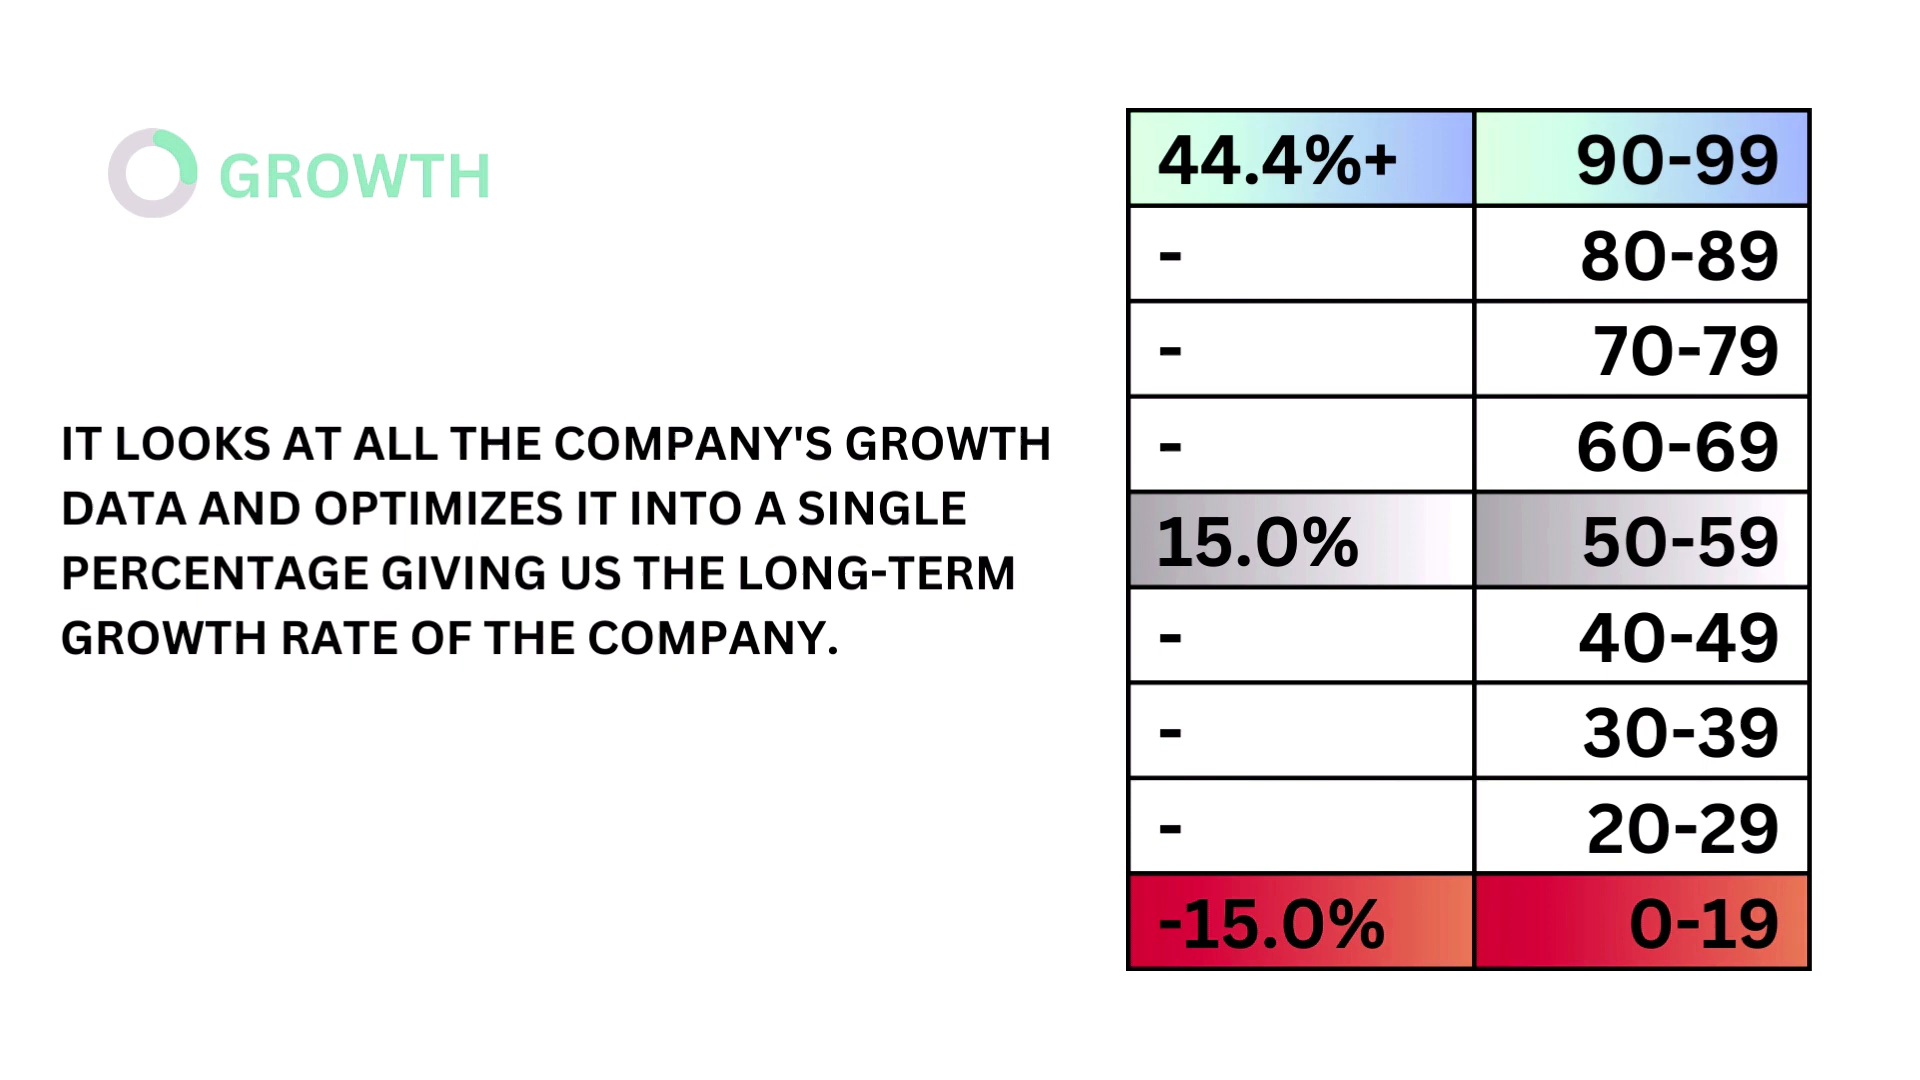 GROWTH
IT LOOKS AT ALL THE COMPANY'S GROWTH
DATA AND OPTIMIZES IT INTO A SINGLE
PERCENTAGE GIVING US THE LONG-TERM
GROWTH RATE OF THE COMPANY.
44.4%+ 90-99
- 80-89
- 70-79
- 60-69
15.0% 50-59
- 40-49
- 30-39
- 20-29
-15.0% 0-19